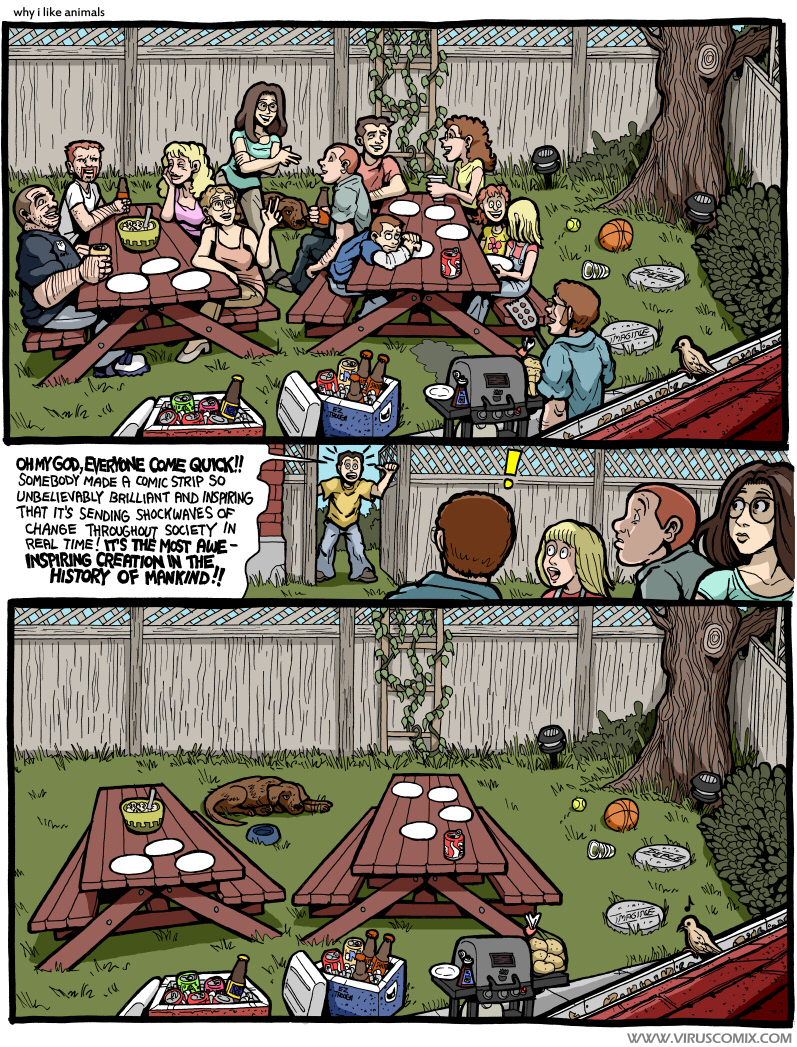 why i like animals
IMAGINE
EZ
OH MY GOD, EVERYONE COME QUICK!!
SOMEBODY MADE A COMIC STRIP SO
UNBELIEVABLY BRILLIANT AND INSPIRING
THAT IT'S SENDING SHOCKWAVES OF
CHANGE THROUGHOUT SOCIETY IN
REAL TIME! IT'S THE MOST AWE-
INSPIRING CREATION IN THE
HISTORY OF MANKIND!!
!
IMAGINE
EZ
WWW.VIRUSCOMIX.COM